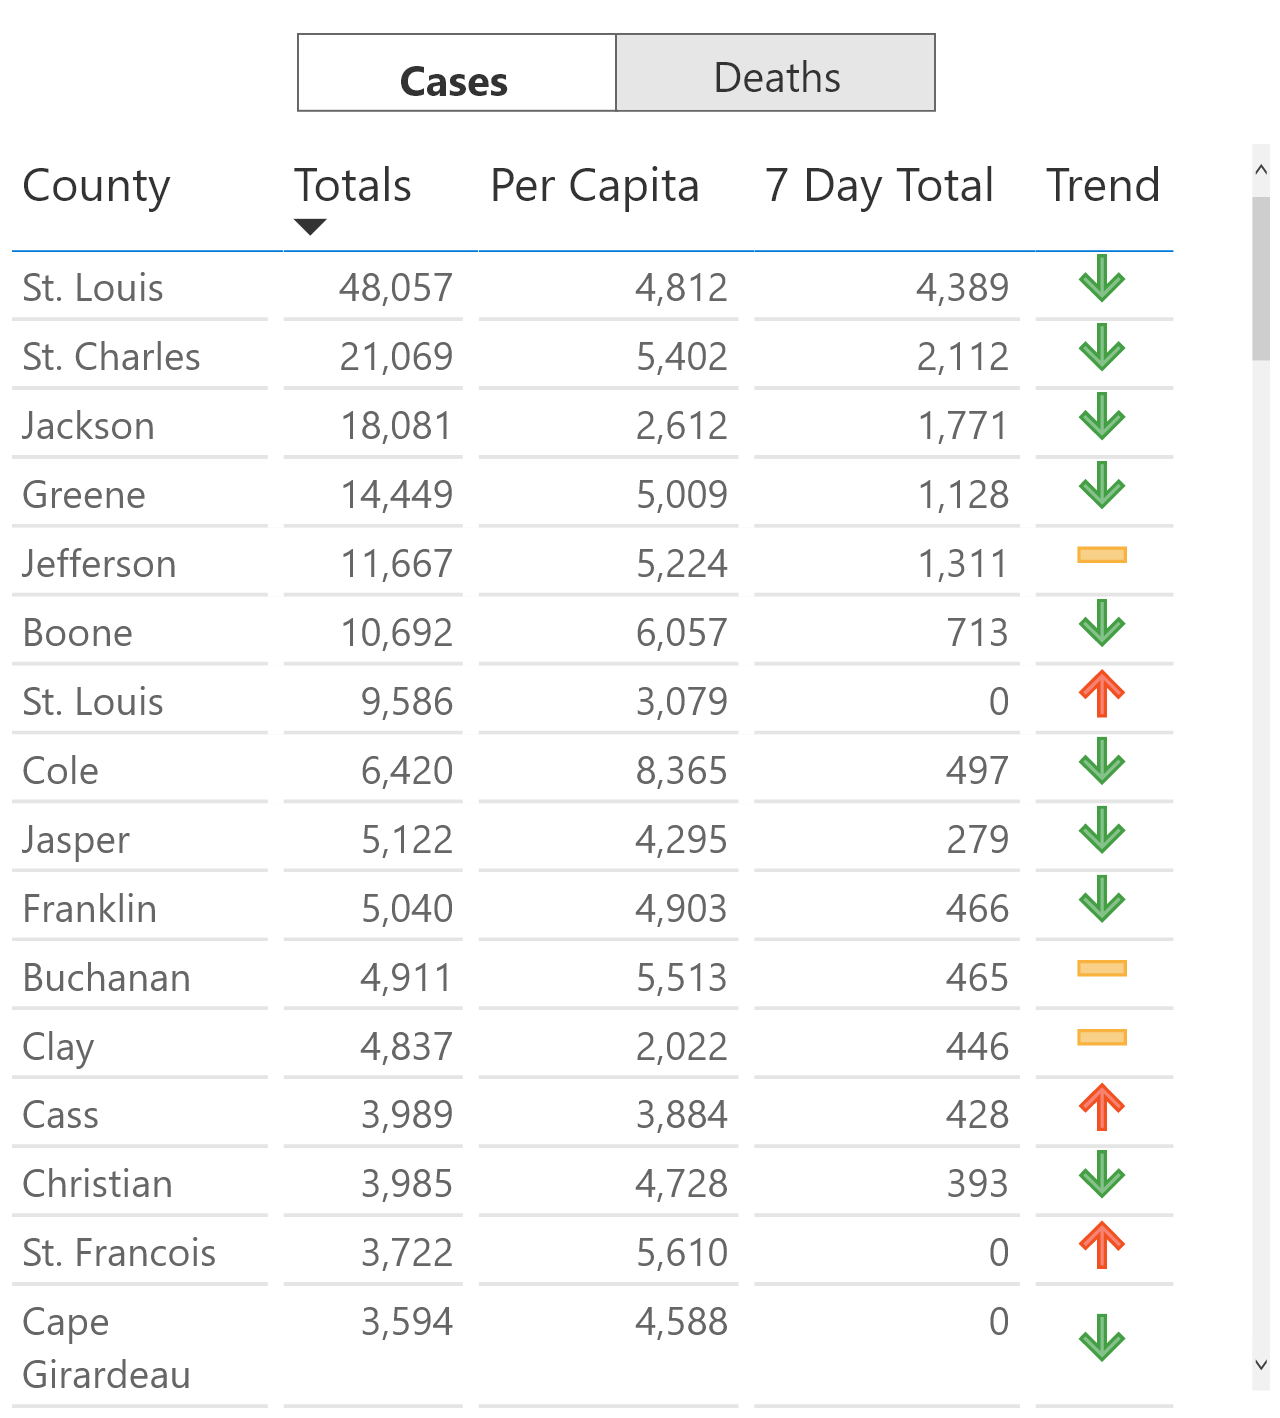 Cases Deaths
County Totals Per Capita 7 Day Total Trend
St. Louis 48,057 4,812 4,389
St. Charles 21,069 5,402 2,112
Jackson 18,081 2,612 1,771
Greene 14,449 5,009 1,128
Jefferson 11,667 5,224 1,311
Boone 10,692 6,057 713
St. Louis 9,586 3,079 0
Cole 6,420 8,365 497
Jasper 5,122 4,295 279
Franklin 5,040 4,903 466
Buchanan 4,911 5,513 465
Clay 4,837 2,022 446
Cass 3,989 3,884 428
Christian 3,985 4,728 393
St. Francois 3,722 5,610 0
Cape 3,594 4,588 0
Girardeau